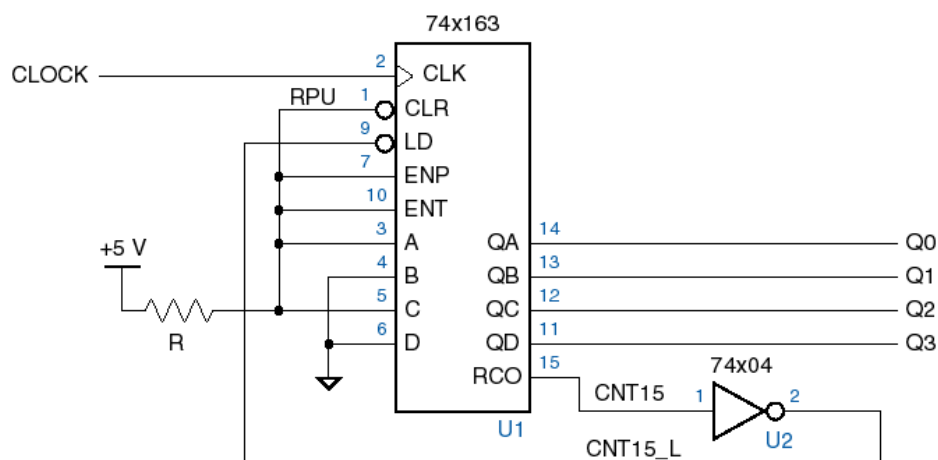 74x163
CLOCK
2
CLK
RPU
1
CLR
9
LD
7
ENP
10
ENT
3
A
QA
14
Q0
+5 V
4
B
QB
13
Q1
5
C
QC
12
Q2
R
6
D
QD
11
Q3
RCO
15
74x04
CNT15
1
2
U1
U2
CNT15_L